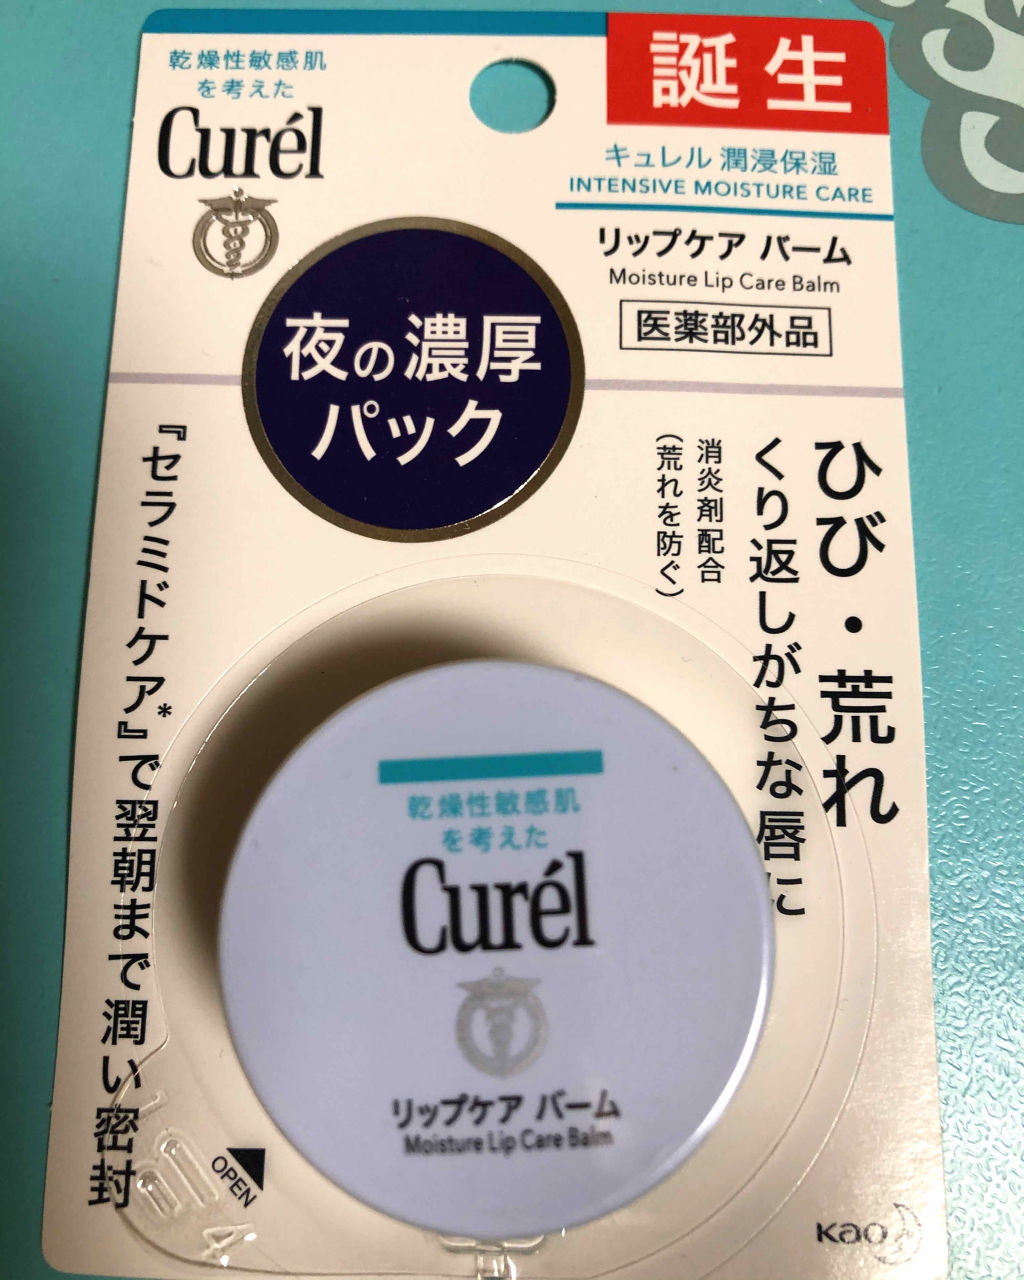 乾燥性敏感肌
を考えた
Curél
誕生
キュレル 潤浸保湿
INTENSIVE MOISTURE CARE
リップケア バーム
Moisture Lip Care Balm
医薬部外品
夜の濃厚
パック
ひび・荒れ
くり返しがちな唇に
消炎剤配合
(荒れを防ぐ)
『セラミドケア』*で翌朝まで潤い密封
乾燥性敏感肌
を考えた
Curél
リップケア バーム
Moisture Lip Care Balm
OPEN
4
Kao